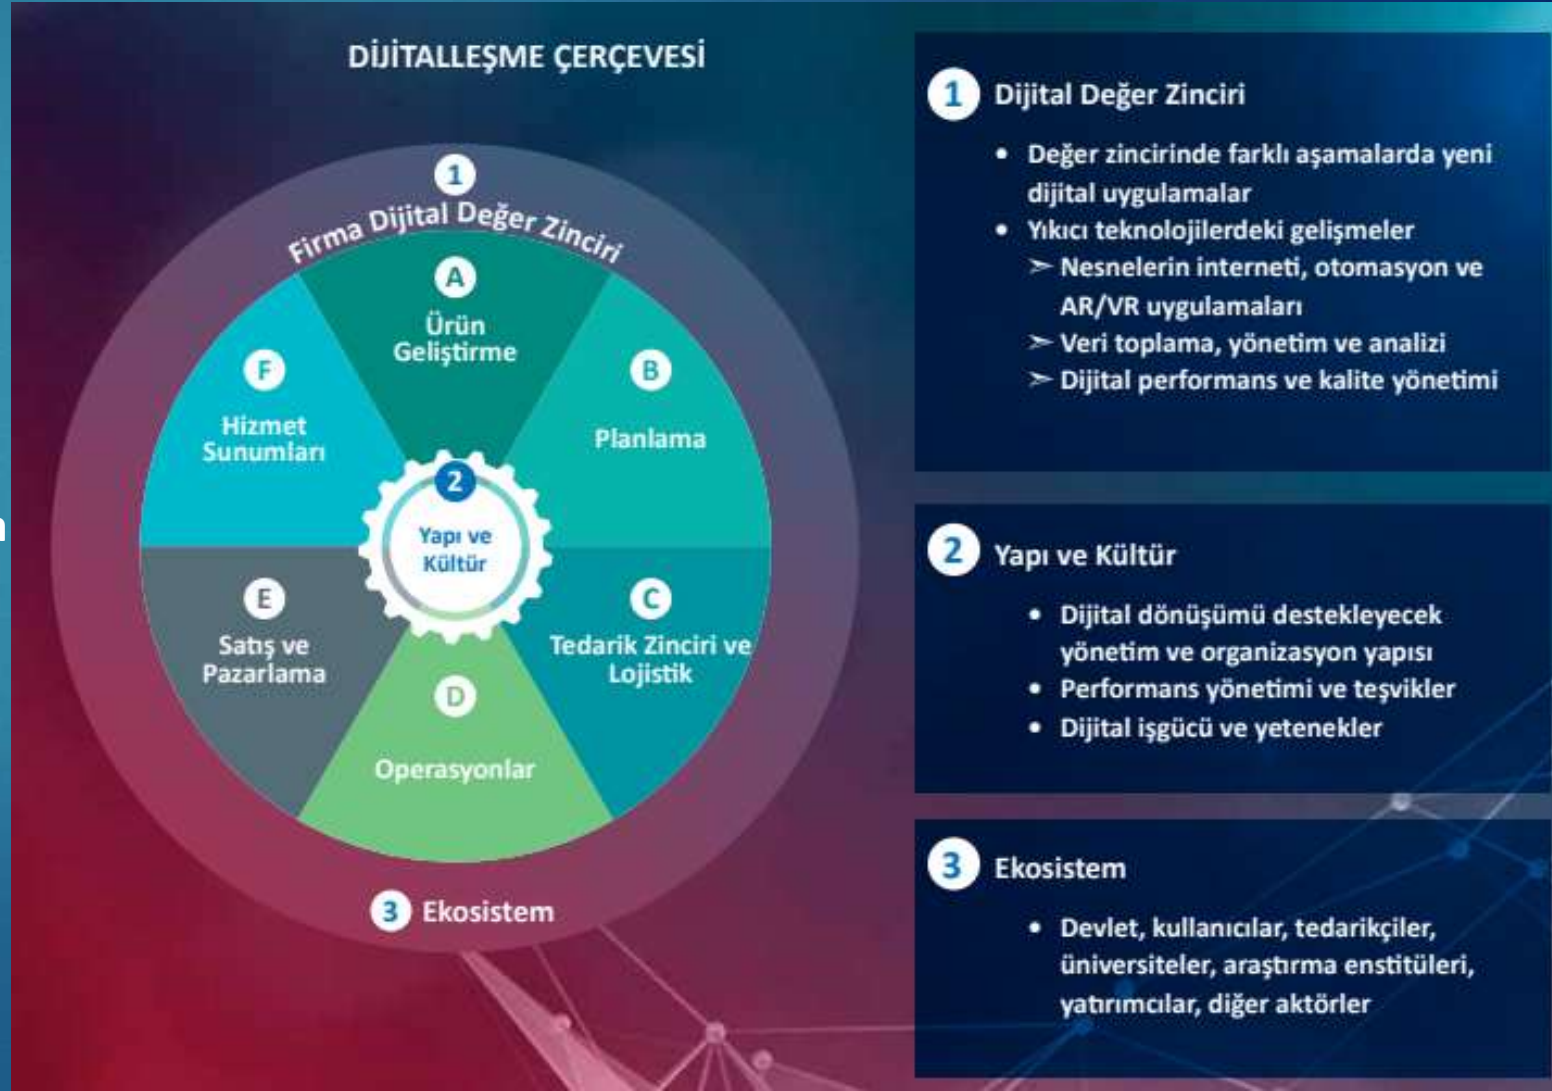 DİJİTALLEŞME ÇERÇEVESİ
1
Firma Dijital Değer Zinciri
A
Ürün
Geliştirme
B
Planlama
C
Tedarik Zinciri ve
Lojistik
D
Operasyonlar
E
Satış ve
Pazarlama
F
Hizmet
Sunumları
2
Yapı ve
Kültür
3 Ekosistem
1 Dijital Değer Zinciri
• Değer zincirinde farklı aşamalarda yeni
dijital uygulamalar
• Yıkıcı teknolojilerdeki gelişmeler
➣ Nesnelerin interneti, otomasyon ve
AR/VR uygulamaları
➣ Veri toplama, yönetim ve analizi
➣ Dijital performans ve kalite yönetimi
2 Yapı ve Kültür
• Dijital dönüşümü destekleyecek
yönetim ve organizasyon yapısı
• Performans yönetimi ve teşvikler
• Dijital işgücü ve yetenekler
3 Ekosistem
• Devlet, kullanıcılar, tedarikçiler,
üniversiteler, araştırma enstitüleri,
yatırımcılar, diğer aktörler